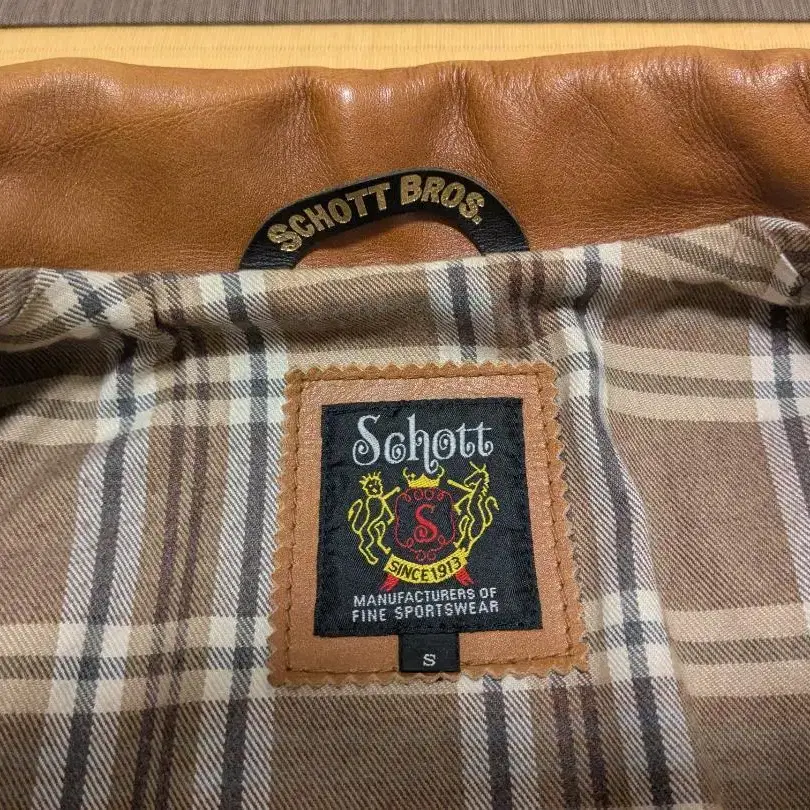 SCHOTT BROS.
Schott
S
SINCE 1913
MANUFACTURERS OF
FINE SPORTSWEAR
S